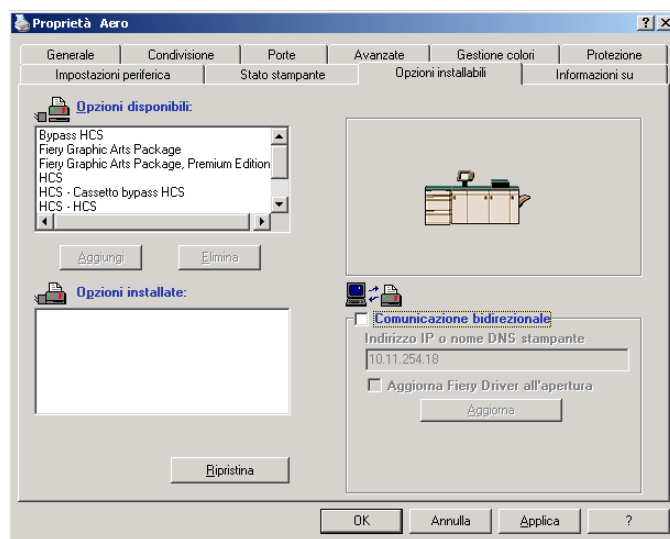 Proprietà Aero
Generale Condivisione Porte Avanzate Gestione colori Protezione
Impostazioni periferica Stato stampante Opzioni installabili Informazioni su
Opzioni disponibili:
Bypass HCS
Fiery Graphic Arts Package
Fiery Graphic Arts Package, Premium Edition
HCS
HCS - Cassetto bypass HCS
HCS - HCS
Aggiungi Elimina
Opzioni installate:
Ripristina
Comunicazione bidirezionale
Indirizzo IP o nome DNS stampante
10.11.254.18
Aggiorna Fiery Driver all'apertura
Aggiorna
OK Annulla Applica ?